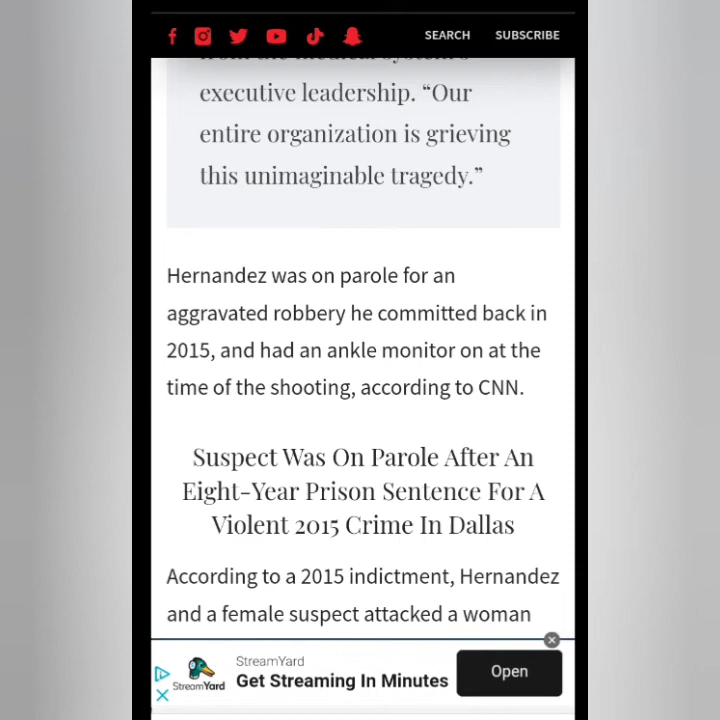 SEARCH SUBSCRIBE
executive leadership. “Our
entire organization is grieving
this unimaginable tragedy.”
Hernandez was on parole for an
aggravated robbery he committed back in
2015, and had an ankle monitor on at the
time of the shooting, according to CNN.
Suspect Was On Parole After An
Eight-Year Prison Sentence For A
Violent 2015 Crime In Dallas
According to a 2015 indictment, Hernandez
and a female suspect attacked a woman
StreamYard
StreamYard
Get Streaming In Minutes
Open